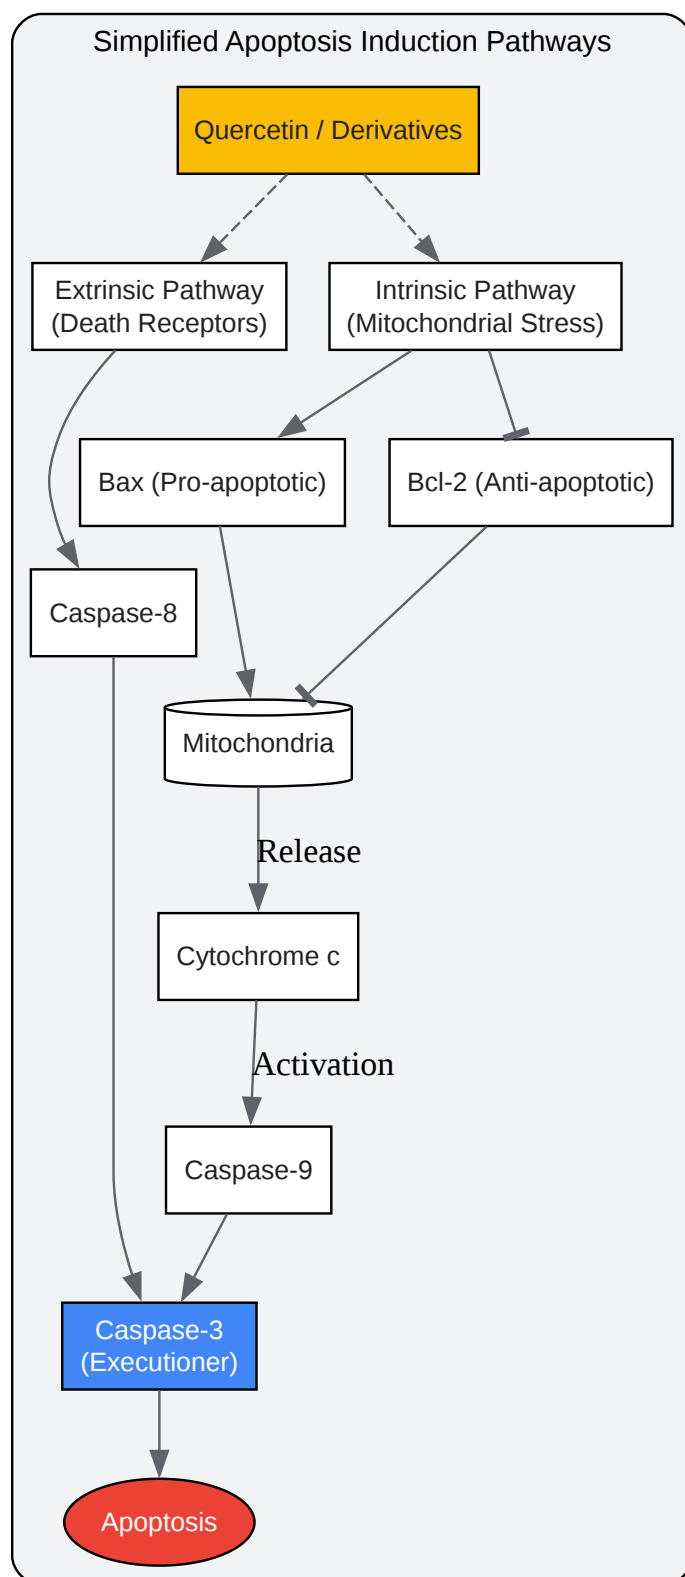 Simplified Apoptosis Induction Pathways
Quercetin / Derivatives
Extrinsic Pathway
(Death Receptors)
Intrinsic Pathway
(Mitochondrial Stress)
Bax (Pro-apoptotic)
Bcl-2 (Anti-apoptotic)
Caspase-8
Mitochondria
Release
Cytochrome c
Activation
Caspase-9
Caspase-3
(Executioner)
Apoptosis